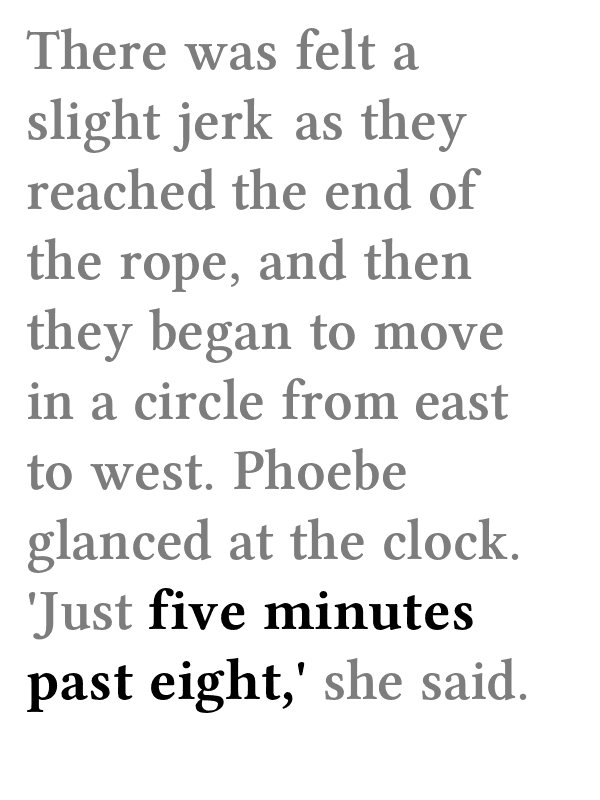 There was felt a
slight jerk as they
reached the end of
the rope, and then
they began to move
in a circle from east
to west. Phoebe
glanced at the clock.
'Just five minutes
past eight,' she said.